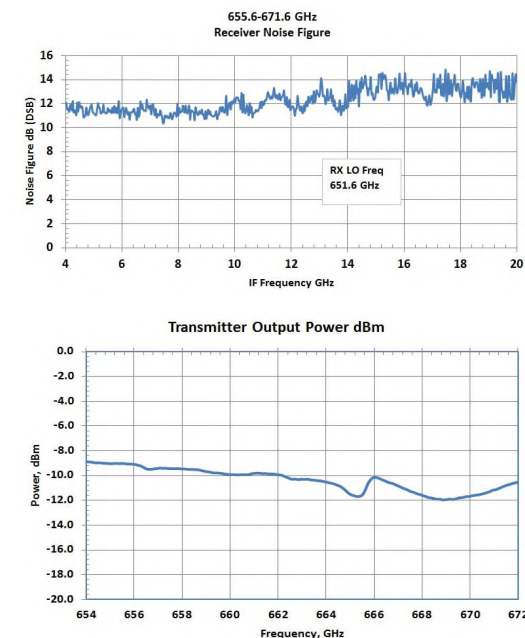 655.6-671.6 GHz
Receiver Noise Figure
16
14
12
10
8
6
4
2
0
Noise Figure dB (DSB)
RX LO Freq
651.6 GHz
4 6 8 10 12 14 16 18 20
IF Frequency GHz
Transmitter Output Power dBm
0.0
-2.0
-4.0
-6.0
-8.0
-10.0
-12.0
-14.0
-16.0
-18.0
-20.0
Power, dBm
654 656 658 660 662 664 666 668 670 672
Frequency, GHz